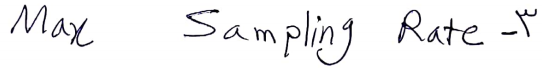 Max Sampling Rate -٣